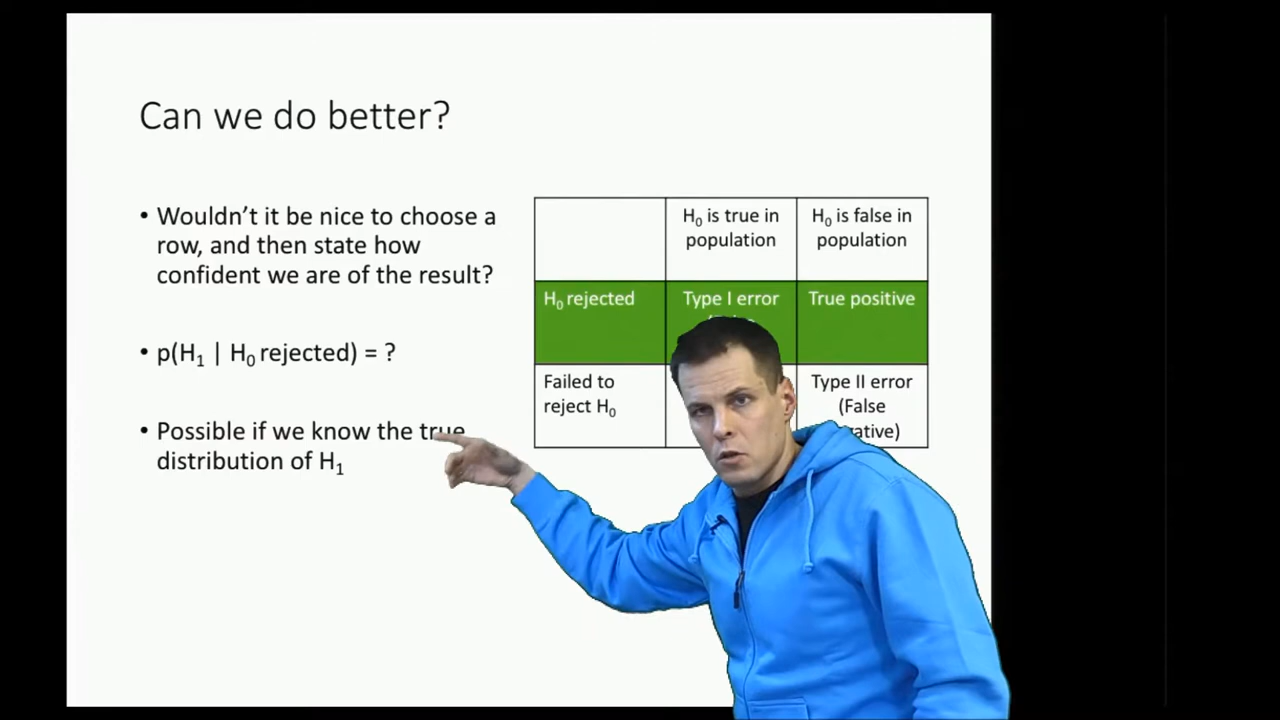 Can we do better?
• Wouldn't it be nice to choose a
row, and then state how
confident we are of the result?
• p(H₁ | H₀ rejected) = ?
• Possible if we know the true
distribution of H₁
H₀ is true in
population
H₀ is false in
population
H₀ rejected
Type I error
True positive
Failed to
reject H₀
Type II error
(False